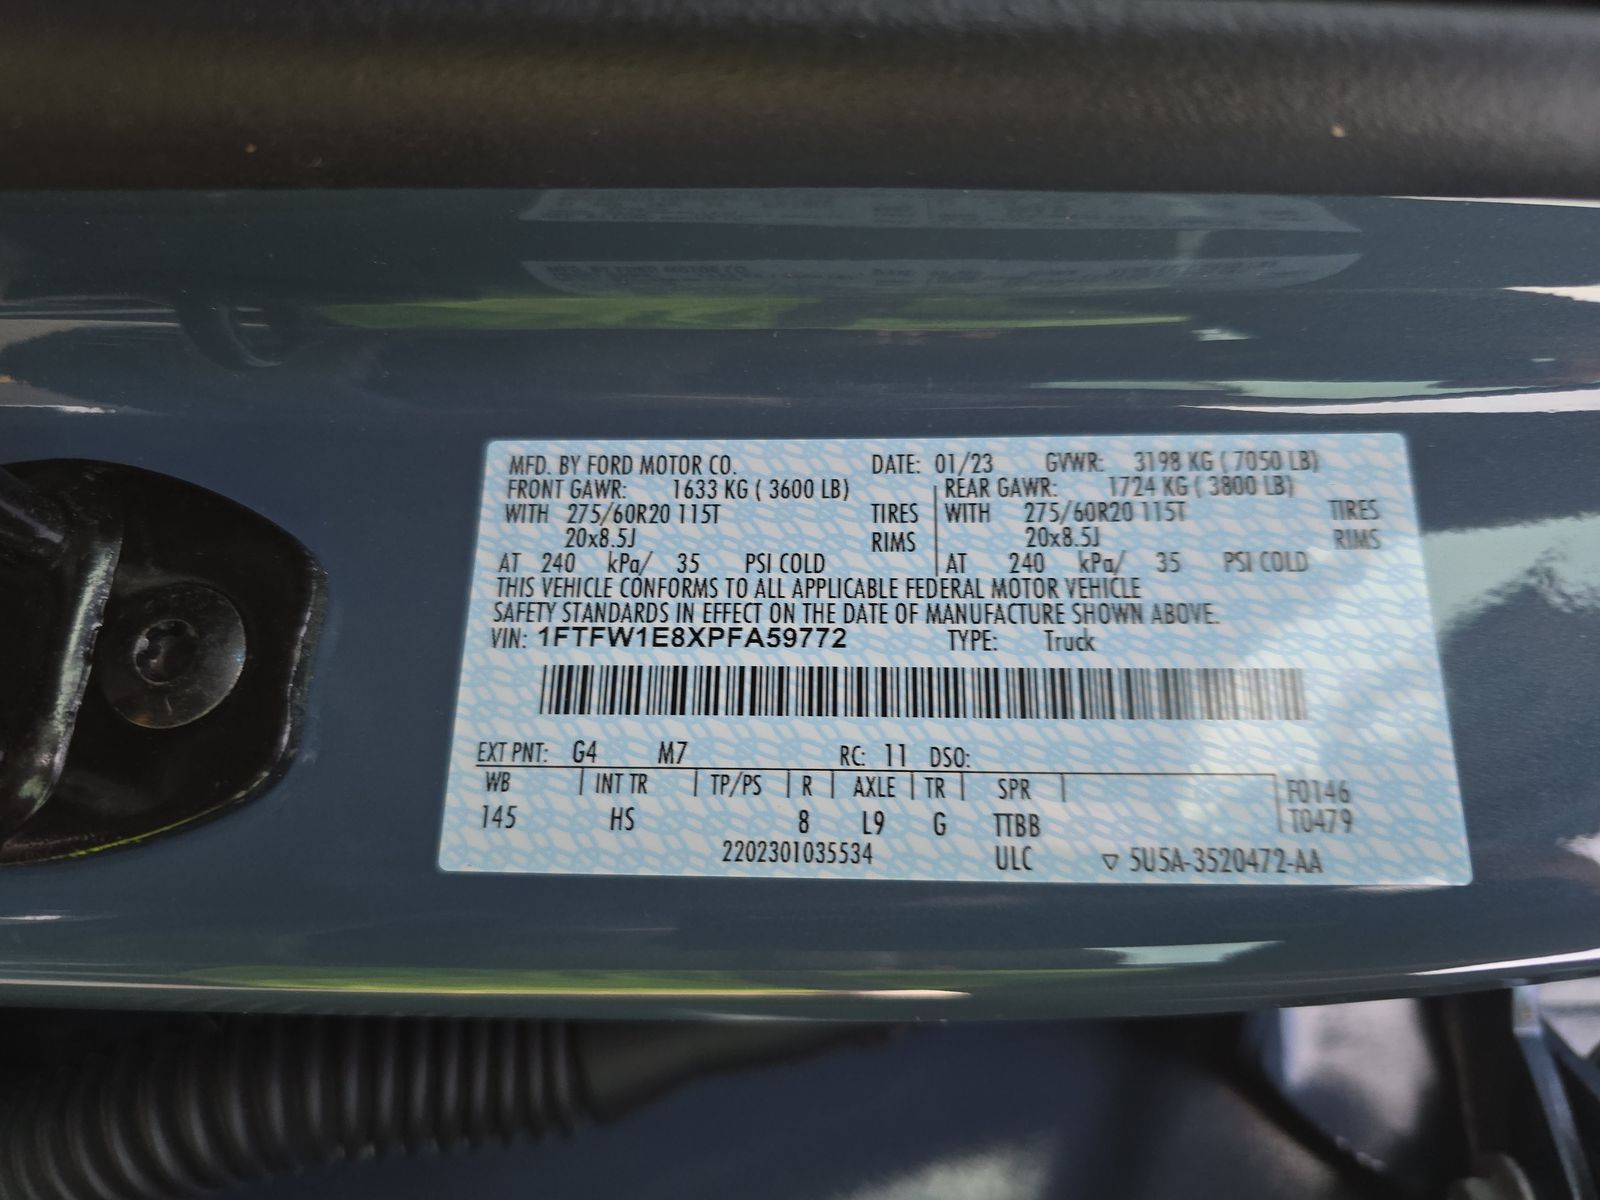 MFD. BY FORD MOTOR CO. DATE: 01/23 GVWR: 3198 KG ( 7050 LB)
FRONT GAWR: 1633 KG ( 3600 LB) REAR GAWR: 1724 KG ( 3800 LB)
WITH 275/60R20 115T TIRES WITH 275/60R20 115T TIRES
20x8.5J RIMS 20x8.5J RIMS
AT 240 kPa/ 35 PSI COLD AT 240 kPa/ 35 PSI COLD
THIS VEHICLE CONFORMS TO ALL APPLICABLE FEDERAL MOTOR VEHICLE
SAFETY STANDARDS IN EFFECT ON THE DATE OF MANUFACTURE SHOWN ABOVE.
VIN: 1FTFW1E8XPFA59772 TYPE: Truck
EXT PNT: G4 M7 RC: 11 DSO:
WB INT TR TP/PS R AXLE TR SPR F0146
145 HS 8 L9 G TTBB T0479
2202301035534 ULC ▽ 5U5A-3520472-AA